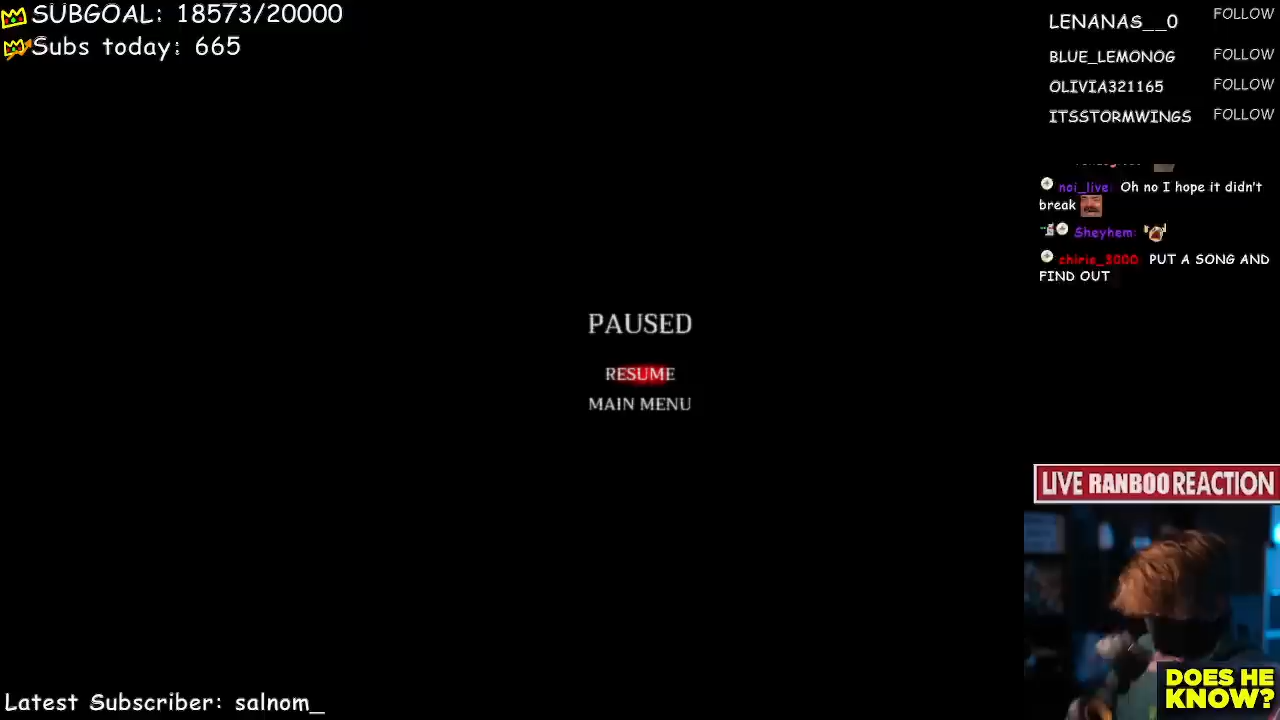 SUBGOAL: 18573/20000
Subs today: 665
LENANAS__0 FOLLOW
BLUE_LEMONOG FOLLOW
OLIVIA321165 FOLLOW
ITSSTORMWINGS FOLLOW
noi_live: Oh no I hope it didn't
break
Sheyhem:
chirie_3000 PUT A SONG AND
FIND OUT
PAUSED
RESUME
MAIN MENU
LIVE RANBOO REACTION
DOES HE
KNOW?
Latest Subscriber: salnom_